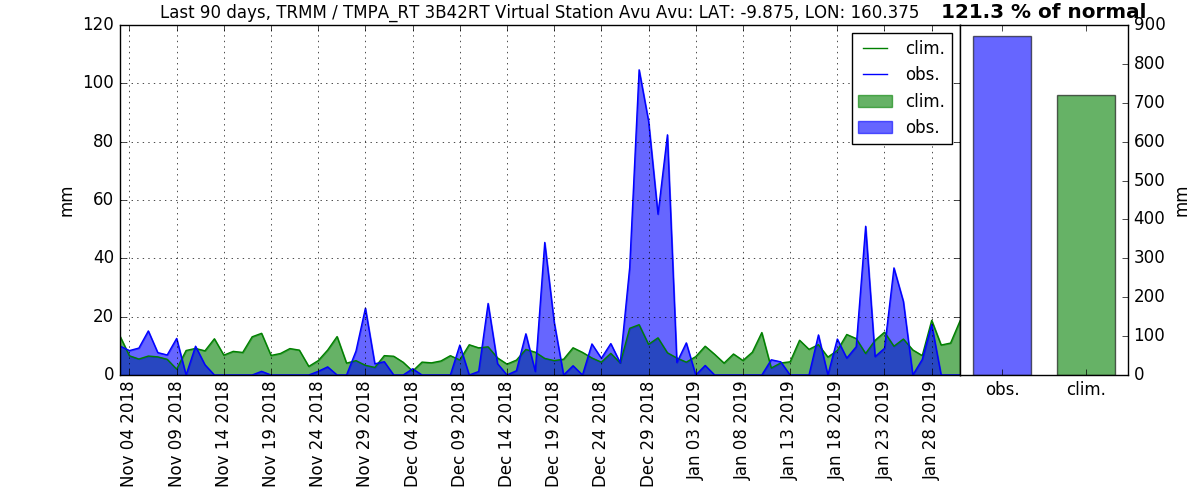 Last 90 days, TRMM / TMPA_RT 3B42RT Virtual Station Avu Avu: LAT: -9.875, LON: 160.375
121.3 % of normal
120
100
80
60
40
20
0
mm
clim.
obs.
clim.
obs.
900
800
700
600
500
400
300
200
100
0
mm
Nov 04 2018
Nov 09 2018
Nov 14 2018
Nov 19 2018
Nov 24 2018
Nov 29 2018
Dec 04 2018
Dec 09 2018
Dec 14 2018
Dec 19 2018
Dec 24 2018
Dec 29 2018
Jan 03 2019
Jan 08 2019
Jan 13 2019
Jan 18 2019
Jan 23 2019
Jan 28 2019
obs.
clim.